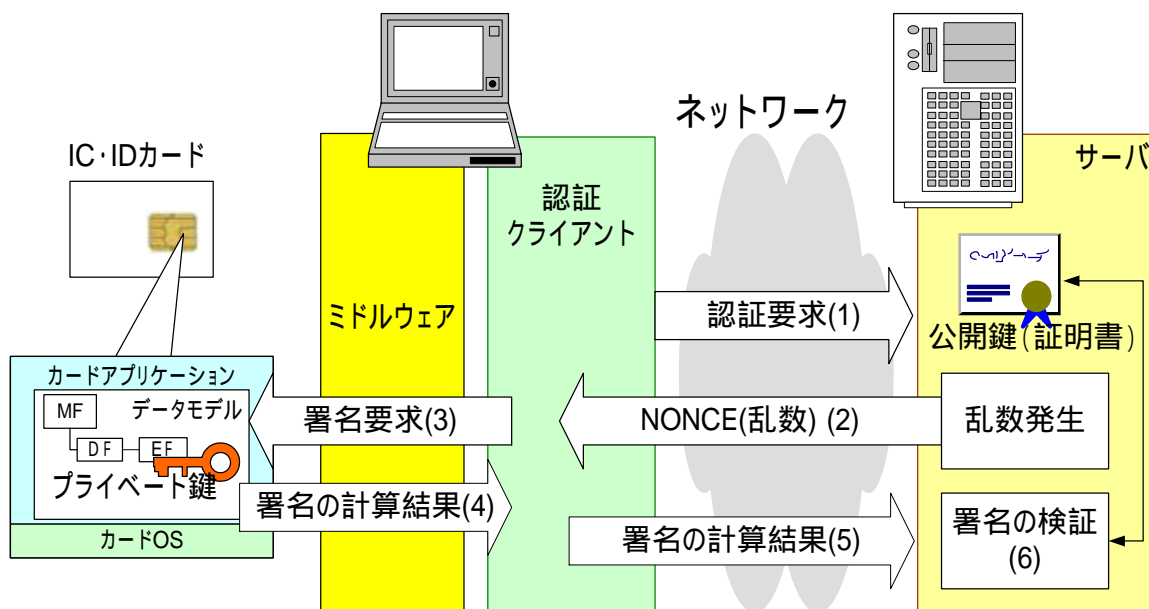 ネットワーク
IC・IDカード
サーバ
認証
クライアント
ミドルウェア
認証要求(1)
公開鍵(証明書)
カードアプリケーション
MF
データモデル
署名要求(3)
NONCE(乱数) (2)
乱数発生
DF
EF
プライベート鍵
署名の計算結果(4)
カードOS
署名の計算結果(5)
署名の検証
(6)